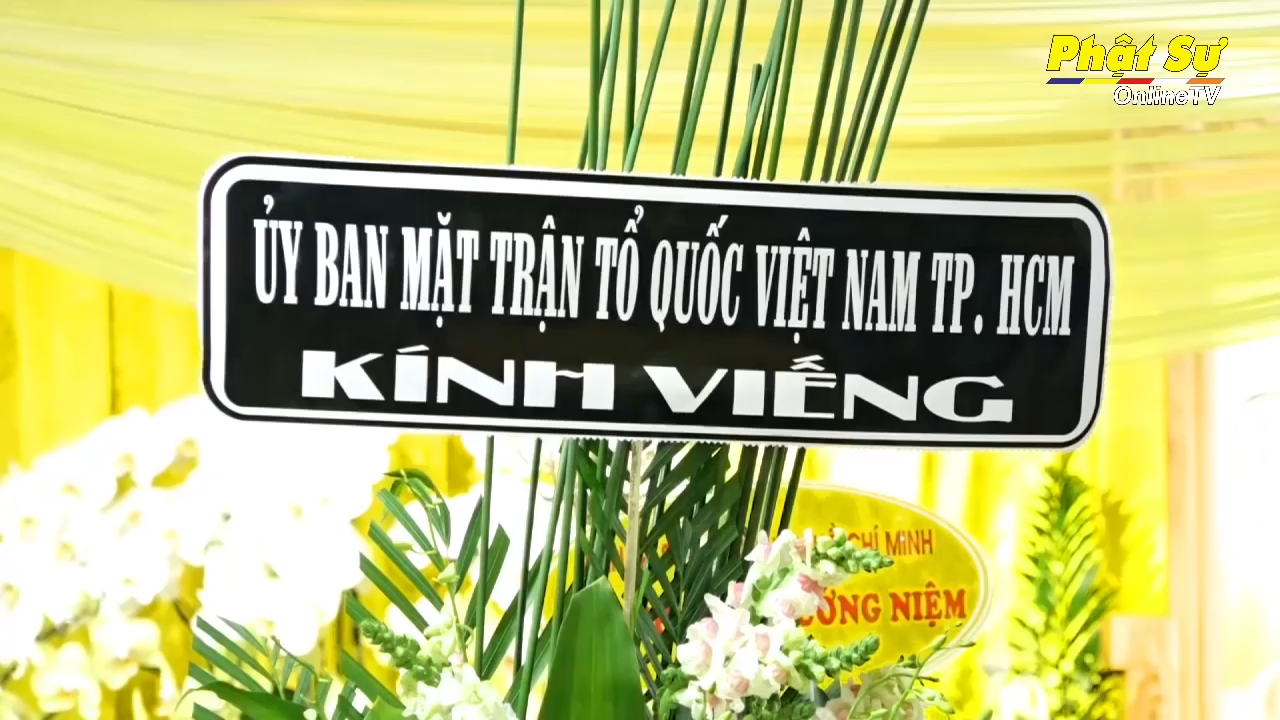 Phật Sự
OnlineTV
ỦY BAN MẶT TRẬN TỔ QUỐC VIỆT NAM TP. HCM
KÍNH VIẾNG
CHÍ MINH
NIỆM